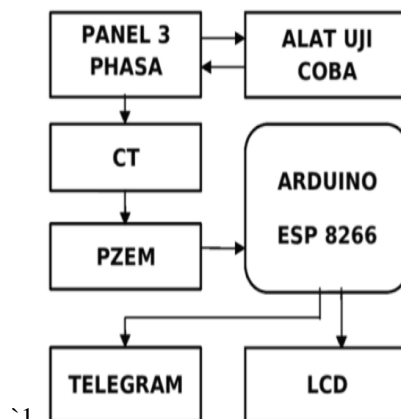 PANEL 3
PHASA
ALAT UJI
COBA
CT
ARDUINO
ESP 8266
PZEM
TELEGRAM
LCD
`1